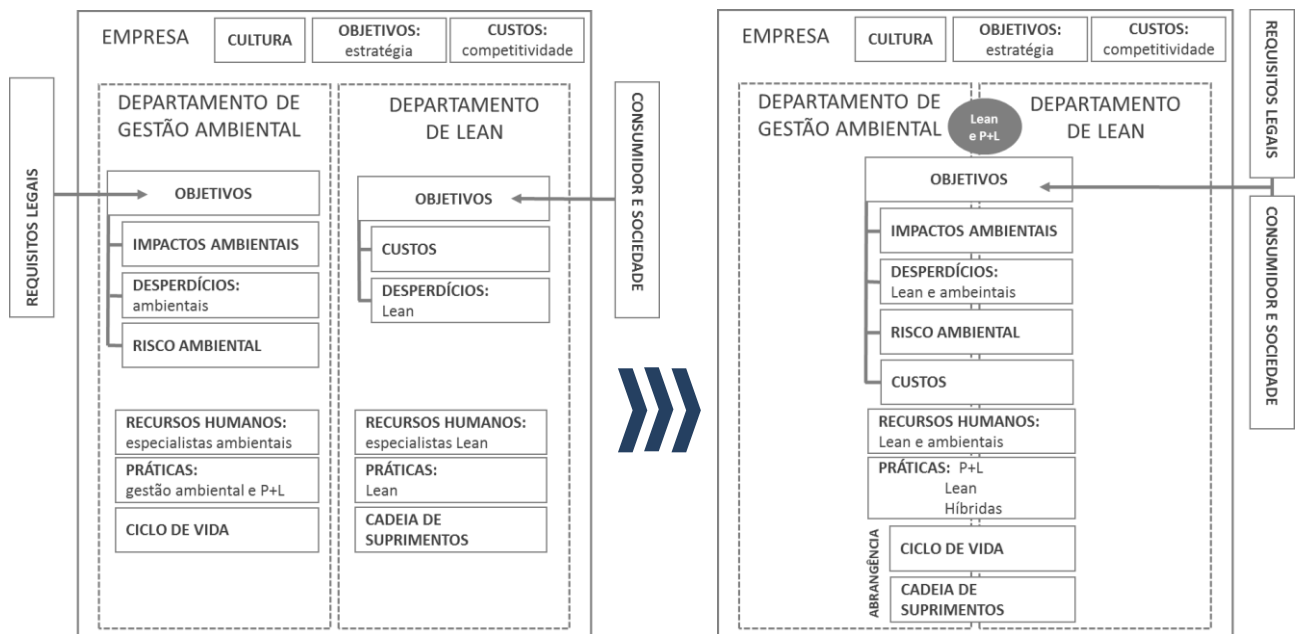 EMPRESA
CULTURA
OBJETIVOS:
estratégia
CUSTOS:
competitividade
REQUISITOS LEGAIS
DEPARTAMENTO DE
GESTÃO AMBIENTAL
OBJETIVOS
IMPACTOS AMBIENTAIS
DESPERDÍCIOS:
ambientais
RISCO AMBIENTAL
RECURSOS HUMANOS:
especialistas ambientais
PRÁTICAS:
gestão ambiental e P+L
CICLO DE VIDA
DEPARTAMENTO
DE LEAN
OBJETIVOS
CUSTOS
DESPERDÍCIOS:
Lean
RECURSOS HUMANOS:
especialistas Lean
PRÁTICAS:
Lean
CADEIA DE
SUPRIMENTOS
CONSUMIDOR E SOCIEDADE
EMPRESA
CULTURA
OBJETIVOS:
estratégia
CUSTOS:
competitividade
DEPARTAMENTO DE
GESTÃO AMBIENTAL
Lean
e P+L
DEPARTAMENTO
DE LEAN
OBJETIVOS
IMPACTOS AMBIENTAIS
DESPERDÍCIOS:
Lean e ambeintais
RISCO AMBIENTAL
CUSTOS
RECURSOS HUMANOS:
Lean e ambientais
PRÁTICAS: P+L
Lean
Híbridas
ABRANGÊNCIA
CICLO DE VIDA
CADEIA DE
SUPRIMENTOS
REQUISITOS LEGAIS
CONSUMIDOR E SOCIEDADE